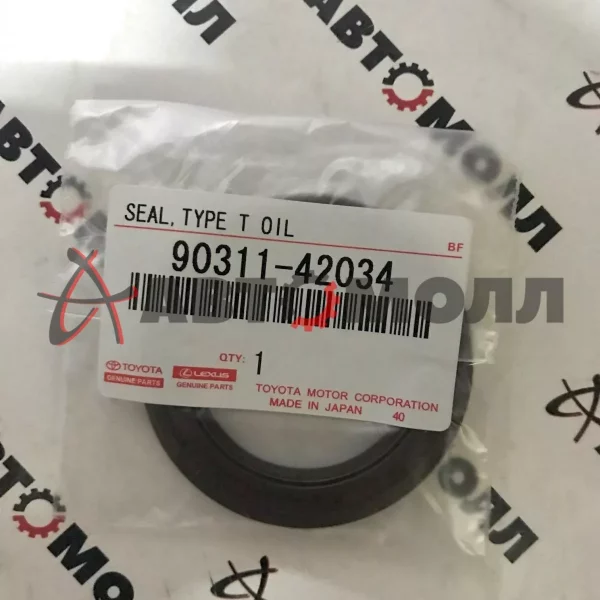 АВТОМОЛЛ
АВТОМОЛЛ
SEAL, TYPE T OIL
BF
90311-42034
АВТОМОЛЛ
QTY: 1
TOYOTA
GENUINE PARTS
LEXUS
GENUINE PARTS
TOYOTA MOTOR CORPORATION
MADE IN JAPAN
40
АВТОМОЛЛ